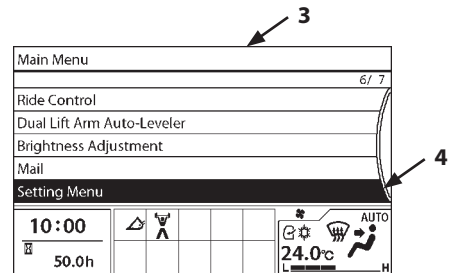 3
Main Menu
6/ 7
Ride Control
Dual Lift Arm Auto-Leveler
Brightness Adjustment
Mail
4
Setting Menu
10:00
AUTO
50.0h
24.0℃
L H